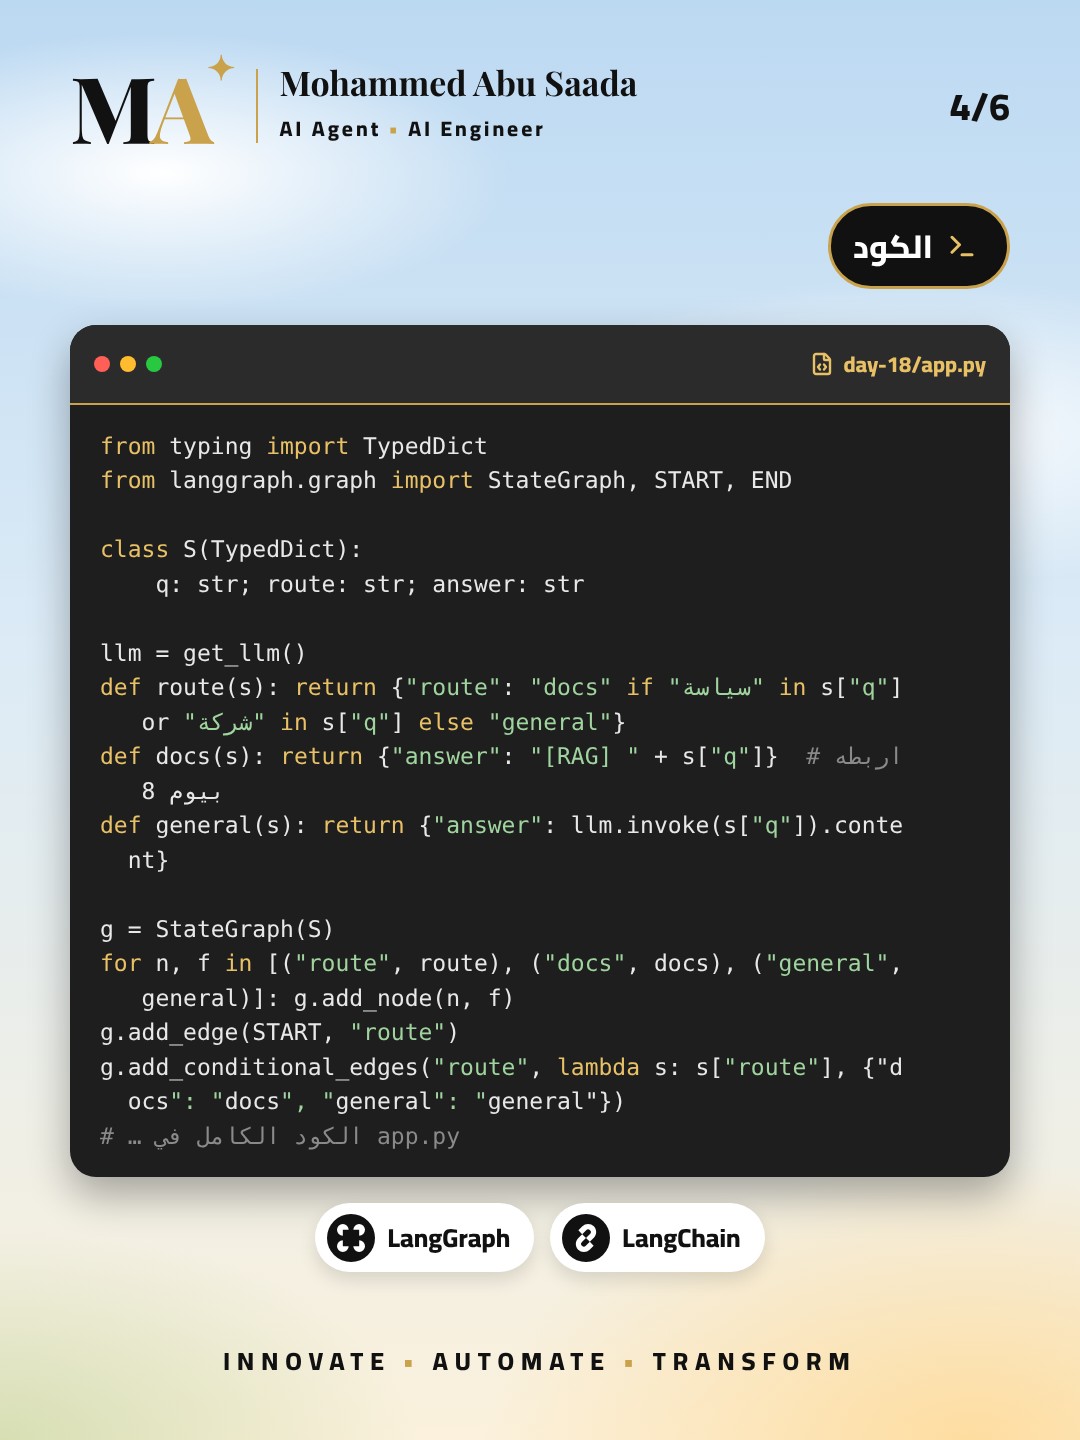 MA
Mohammed Abu Saada
AI Agent ▪ AI Engineer
4/6
الكود
day-18/app.py
from typing import TypedDict
from langgraph.graph import StateGraph, START, END

class S(TypedDict):
    q: str; route: str; answer: str

llm = get_llm()
def route(s): return {"route": "docs" if "سياسة" in s["q"]
   or "شركة" in s["q"] else "general"}
def docs(s): return {"answer": "[RAG] " + s["q"]}  # اربطه
   بيوم 8
def general(s): return {"answer": llm.invoke(s["q"]).conte
  nt}

g = StateGraph(S)
for n, f in [("route", route), ("docs", docs), ("general",
   general)]: g.add_node(n, f)
g.add_edge(START, "route")
g.add_conditional_edges("route", lambda s: s["route"], {"d
  ocs": "docs", "general": "general"})
# … الكود الكامل في app.py
LangGraph
LangChain
INNOVATE ▪ AUTOMATE ▪ TRANSFORM